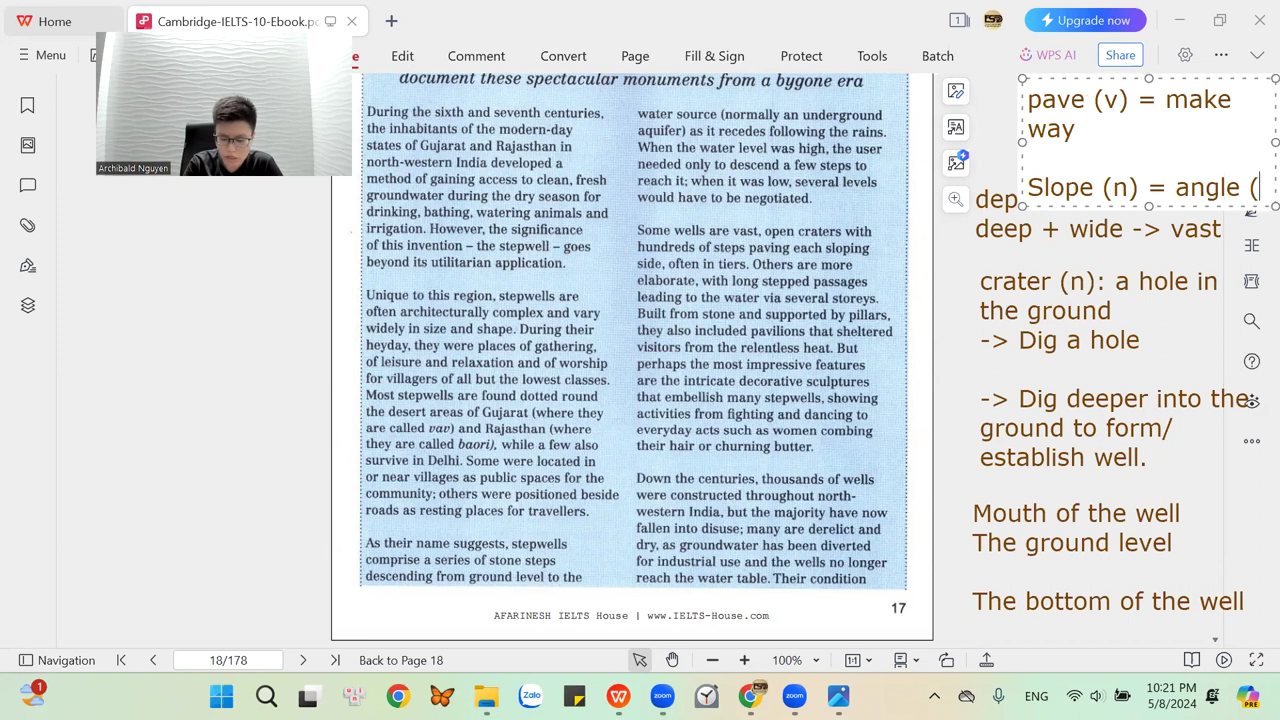 Home
Cambridge-IELTS-10-Ebook.p
1
Upgrade now
Menu
Edit
Comment
Convert
Page
Fill & Sign
Protect
Tools
Batch
WPS AI
Share
Archibald Nguyen
document these spectacular monuments from a bygone era
During the sixth and seventh centuries,
the inhabitants of the modern-day
states of Gujarat and Rajasthan in
north-western India developed a
method of gaining access to clean, fresh
groundwater during the dry season for
drinking, bathing, watering animals and
irrigation. However, the significance
of this invention – the stepwell – goes
beyond its utilitarian application.
Unique to this region, stepwells are
often architecturally complex and vary
widely in size and shape. During their
heyday, they were places of gathering,
of leisure and relaxation and of worship
for villagers of all but the lowest classes.
Most stepwells are found dotted round
the desert areas of Gujarat (where they
are called vav) and Rajasthan (where
they are called baori), while a few also
survive in Delhi. Some were located in
or near villages as public spaces for the
community; others were positioned beside
roads as resting places for travellers.
As their name suggests, stepwells
comprise a series of stone steps
descending from ground level to the
water source (normally an underground
aquifer) as it recedes following the rains.
When the water level was high, the user
needed only to descend a few steps to
reach it; when it was low, several levels
would have to be negotiated.
Some wells are vast, open craters with
hundreds of steps paving each sloping
side, often in tiers. Others are more
elaborate, with long stepped passages
leading to the water via several storeys.
Built from stone and supported by pillars,
they also included pavilions that sheltered
visitors from the relentless heat. But
perhaps the most impressive features
are the intricate decorative sculptures
that embellish many stepwells, showing
activities from fighting and dancing to
everyday acts such as women combing
their hair or churning butter.
Down the centuries, thousands of wells
were constructed throughout north-
western India, but the majority have now
fallen into disuse; many are derelict and
dry, as groundwater has been diverted
for industrial use and the wells no longer
reach the water table. Their condition
AFARINESH IELTS House | www.IELTS-House.com
17
pave (v) = make
way
Slope (n) = angle (
dep
deep + wide -> vast
crater (n): a hole in
the ground
-> Dig a hole
-> Dig deeper into the
ground to form/
establish well.
Mouth of the well
The ground level
The bottom of the well
Navigation
18/178
Back to Page 18
100%
1
Zalo
zoom
zoom
ENG
10:21 PM
5/8/2024
PRE